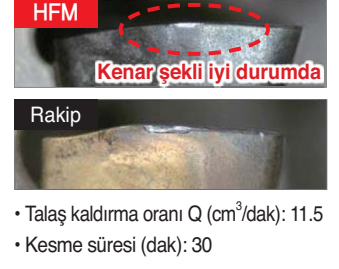 HFM
Kenar şekli iyi durumda
Rakip
• Talaş kaldırma oranı Q (cm³/dak): 11.5
• Kesme süresi (dak): 30